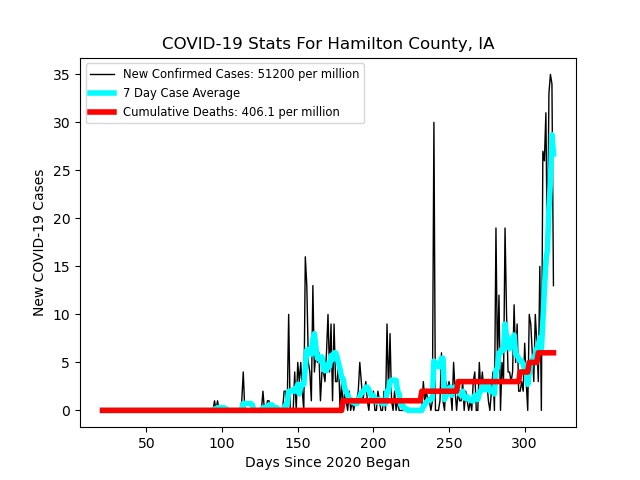 COVID-19 Stats For Hamilton County, IA
New Confirmed Cases: 51200 per million
7 Day Case Average
Cumulative Deaths: 406.1 per million
New COVID-19 Cases
35
30
25
20
15
10
5
0
50 100 150 200 250 300
Days Since 2020 Began